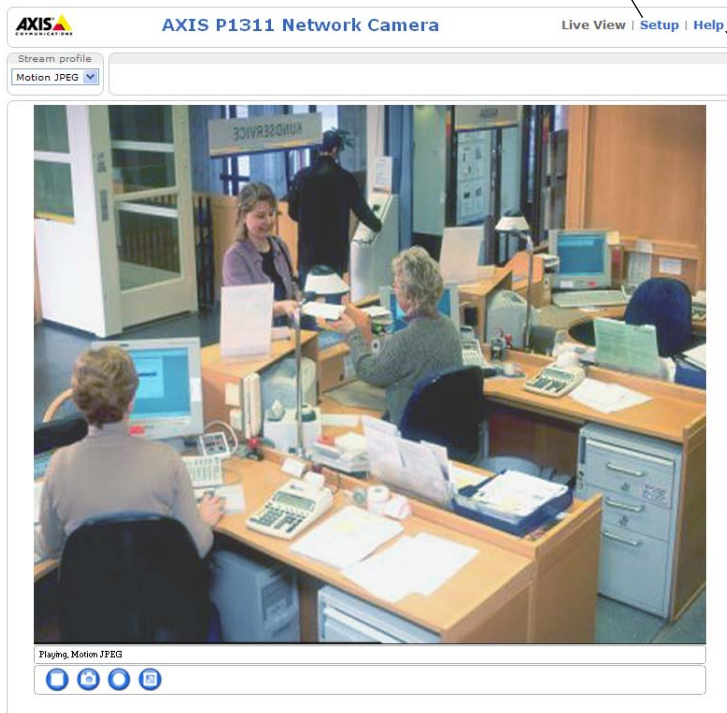 AXIS
COMMUNICATIONS
AXIS P1311 Network Camera
Live View | Setup | Help
Stream profile
Motion JPEG
KUNDSERVICE
Playing, Motion JPEG